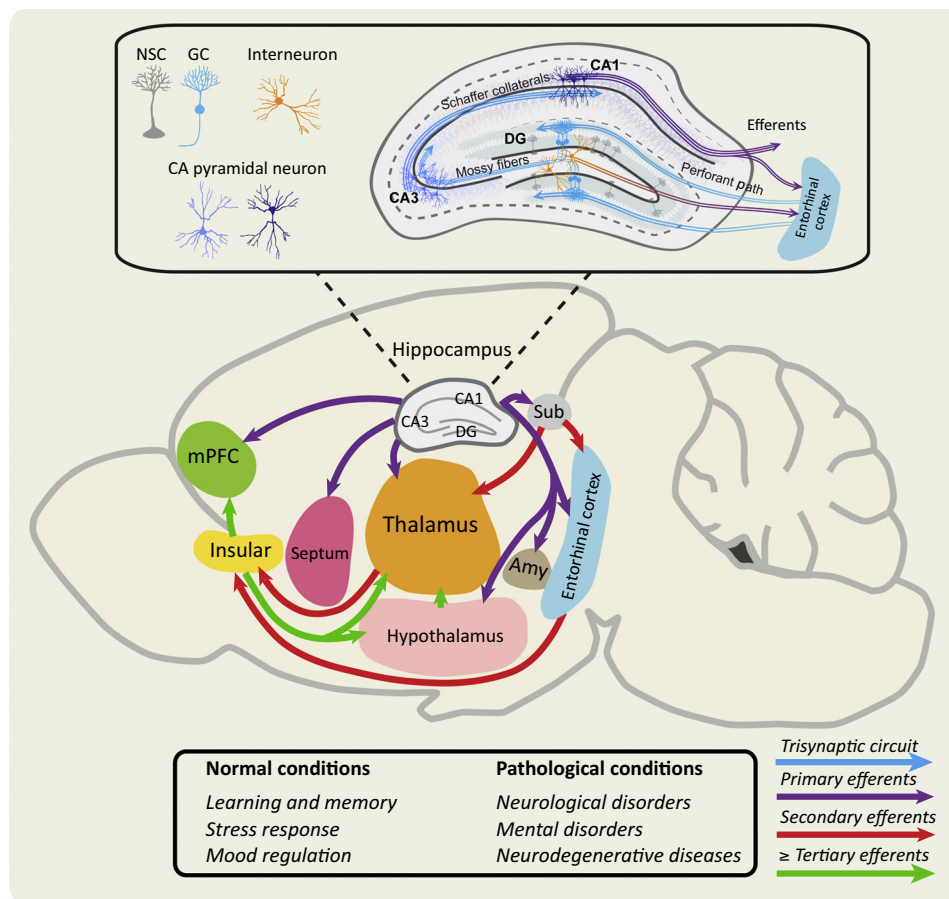 NSC GC Interneuron
CA pyramidal neuron
CA1
Schaffer collaterals
DG
Mossy fibers
CA3
Efferents
Perforant path
Entorhinal
cortex
Hippocampus
CA1
CA3
DG
Sub
mPFC
Thalamus
Insular
Septum
Amy
Entorhinal cortex
Hypothalamus
Normal conditions
Learning and memory
Stress response
Mood regulation
Pathological conditions
Neurological disorders
Mental disorders
Neurodegenerative diseases
Trisynaptic circuit
Primary efferents
Secondary efferents
≥ Tertiary efferents